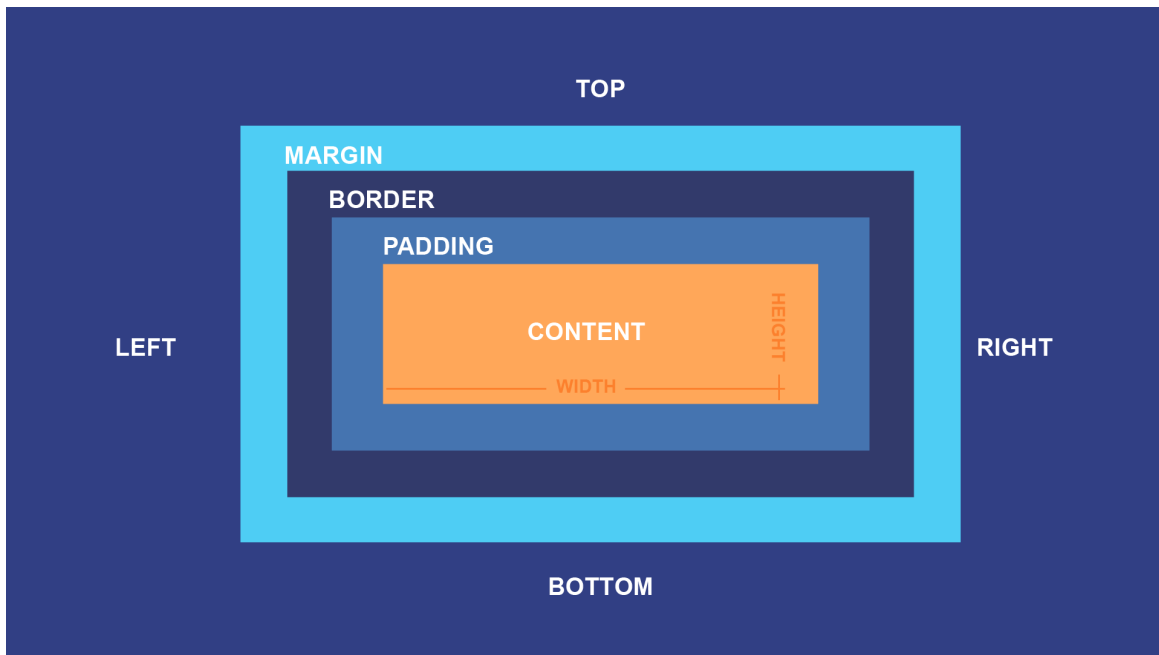 TOP
MARGIN
BORDER
PADDING
HEIGHT
CONTENT
LEFT
RIGHT
WIDTH
BOTTOM